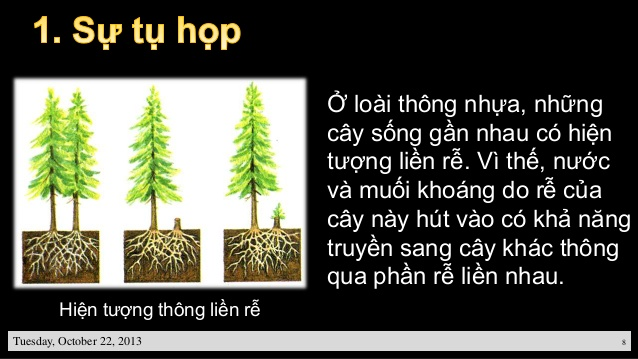 1. Sự tụ họp
Ở loài thông nhựa, những
cây sống gần nhau có hiện
tượng liền rễ. Vì thế, nước
và muối khoáng do rễ của
cây này hút vào có khả năng
truyền sang cây khác thông
qua phần rễ liền nhau.
Hiện tượng thông liền rễ
Tuesday, October 22, 2013
8